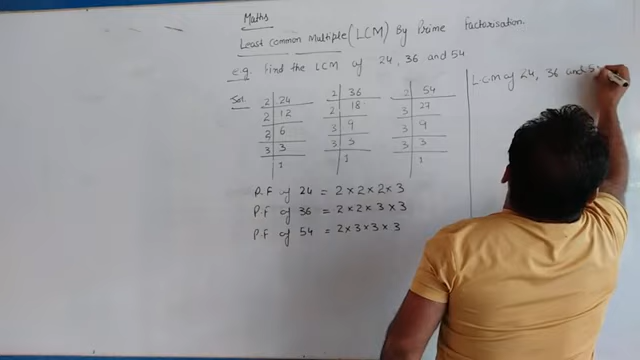 Maths
Least Common Multiple (LCM) By Prime Factorisation.
e.g. Find the LCM of 24, 36 and 54
Sol.
2 24
2 12
2 6
3 3
1
2 36
2 18
3 9
3 3
1
2 54
3 27
3 9
3 3
1
P.F of 24 = 2 × 2 × 2 × 3
P.F of 36 = 2 × 2 × 3 × 3
P.F of 54 = 2 × 3 × 3 × 3
L.C.M of 24, 36 and 5